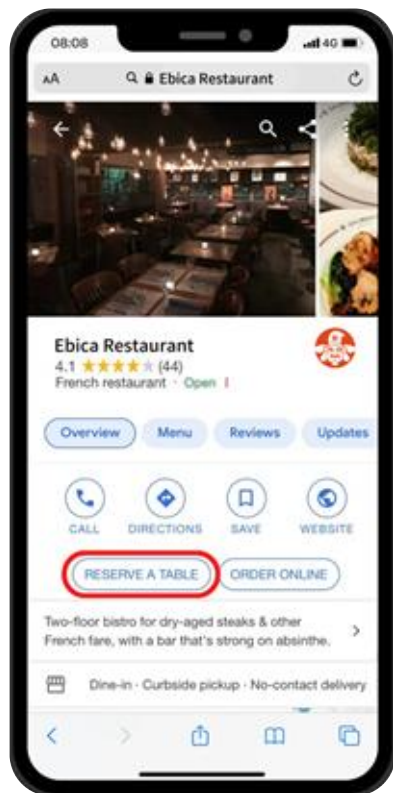 08:08
4G
AA Ebica Restaurant
Ebica Restaurant
4.1 (44)
French restaurant · Open
Overview Menu Reviews Updates
CALL DIRECTIONS SAVE WEBSITE
RESERVE A TABLE ORDER ONLINE
Two-floor bistro for dry-aged steaks & other
French fare, with a bar that's strong on absinthe.
Dine-in · Curbside pickup · No-contact delivery